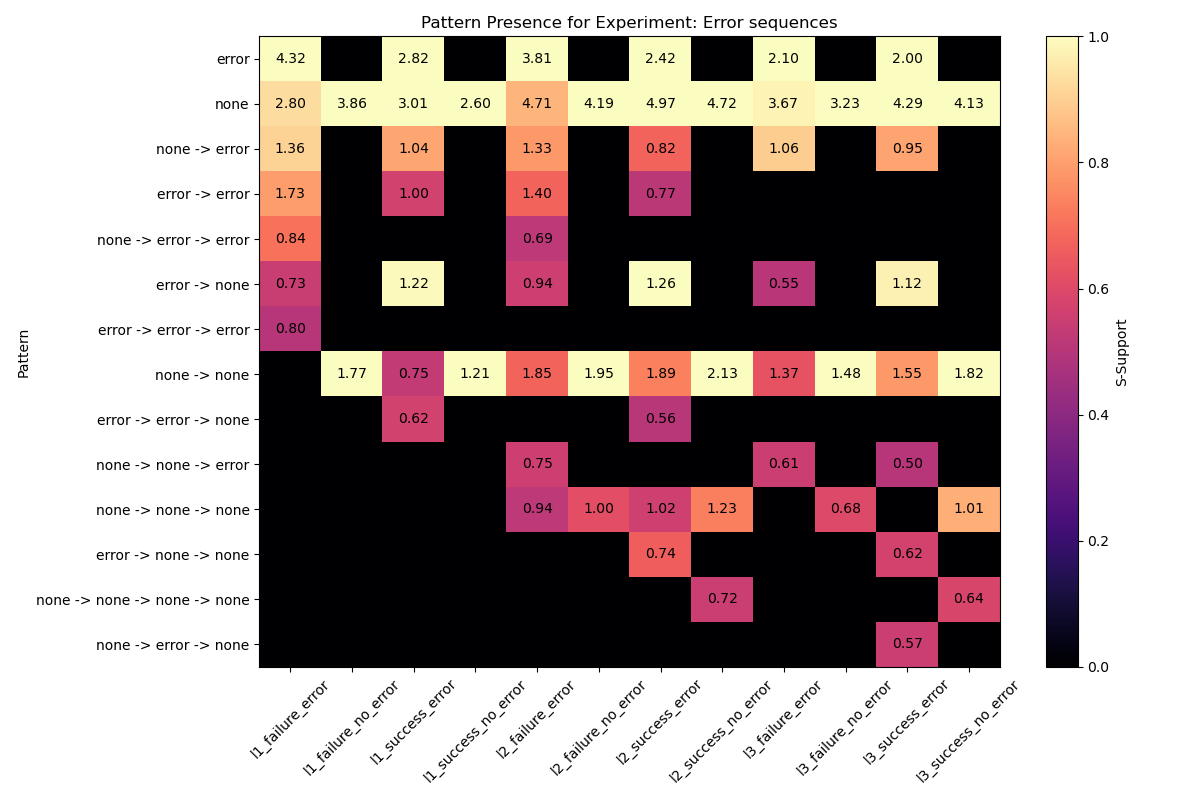 Pattern Presence for Experiment: Error sequences
error 4.32 2.82 3.81 2.42 2.10 2.00
none 2.80 3.86 3.01 2.60 4.71 4.19 4.97 4.72 3.67 3.23 4.29 4.13
none -> error 1.36 1.04 1.33 0.82 1.06 0.95
error -> error 1.73 1.00 1.40 0.77
none -> error -> error 0.84 0.69
error -> none 0.73 1.22 0.94 1.26 0.55 1.12
error -> error -> error 0.80
none -> none 1.77 0.75 1.21 1.85 1.95 1.89 2.13 1.37 1.48 1.55 1.82
error -> error -> none 0.62 0.56
none -> none -> error 0.75 0.61 0.50
none -> none -> none 0.94 1.00 1.02 1.23 0.68 1.01
error -> none -> none 0.74 0.62
none -> none -> none -> none 0.72 0.64
none -> error -> none 0.57
Pattern
l1_failure_error
l1_failure_no_error
l1_success_error
l1_success_no_error
l2_failure_error
l2_failure_no_error
l2_success_error
l2_success_no_error
l3_failure_error
l3_failure_no_error
l3_success_error
l3_success_no_error
1.0
0.8
0.6
0.4
0.2
0.0
S-Support